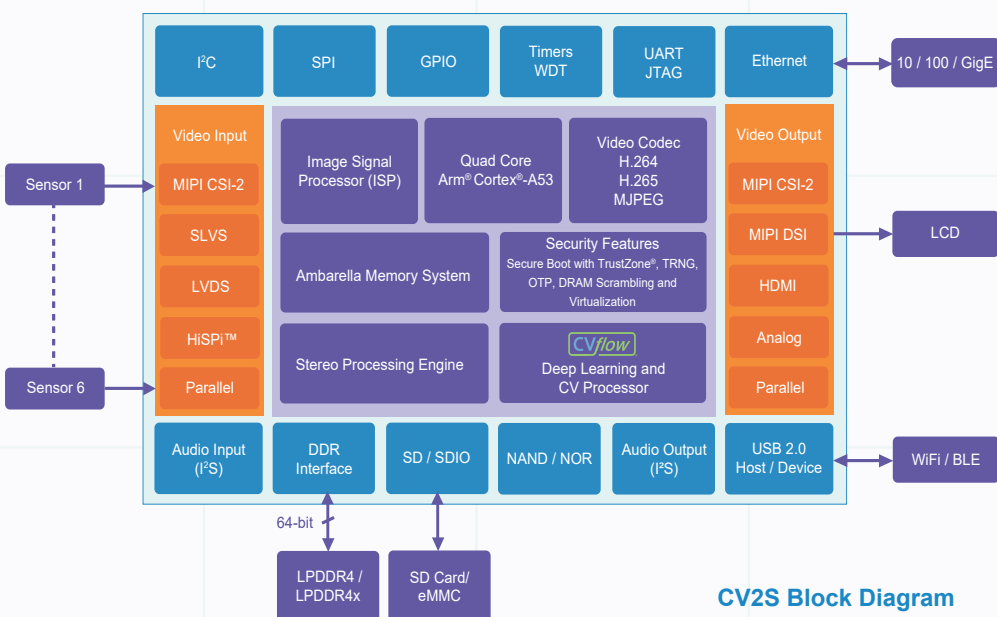 I²C
SPI
GPIO
Timers
WDT
UART
JTAG
Ethernet
10 / 100 / GigE
Video Input
MIPI CSI-2
SLVS
LVDS
HiSPi™
Parallel
Sensor 1
Sensor 6
Image Signal
Processor (ISP)
Quad Core
Arm® Cortex®-A53
Video Codec
H.264
H.265
MJPEG
Ambarella Memory System
Security Features
Secure Boot with TrustZone®, TRNG,
OTP, DRAM Scrambling and
Virtualization
Stereo Processing Engine
CVflow
Deep Learning and
CV Processor
Video Output
MIPI CSI-2
MIPI DSI
HDMI
Analog
Parallel
LCD
Audio Input
(I²S)
DDR
Interface
SD / SDIO
NAND / NOR
Audio Output
(I²S)
USB 2.0
Host / Device
WiFi / BLE
64-bit
LPDDR4 /
LPDDR4x
SD Card/
eMMC
CV2S Block Diagram